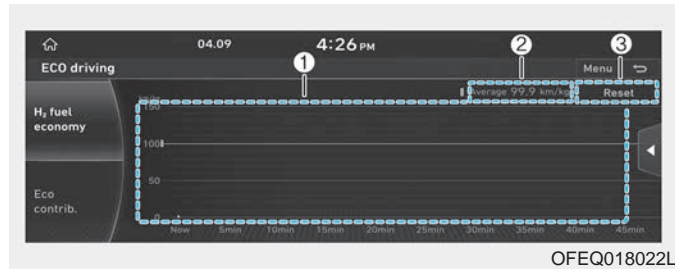 04.09 4:26 PM
ECO driving
Menu
1
2
3
Average 99.9 km/kg
Reset
H₂ fuel
economy
150
100
50
0
Now 5min 10min 15min 20min 25min 30min 35min 40min 45min
Eco
contrib.
OFEQ018022L